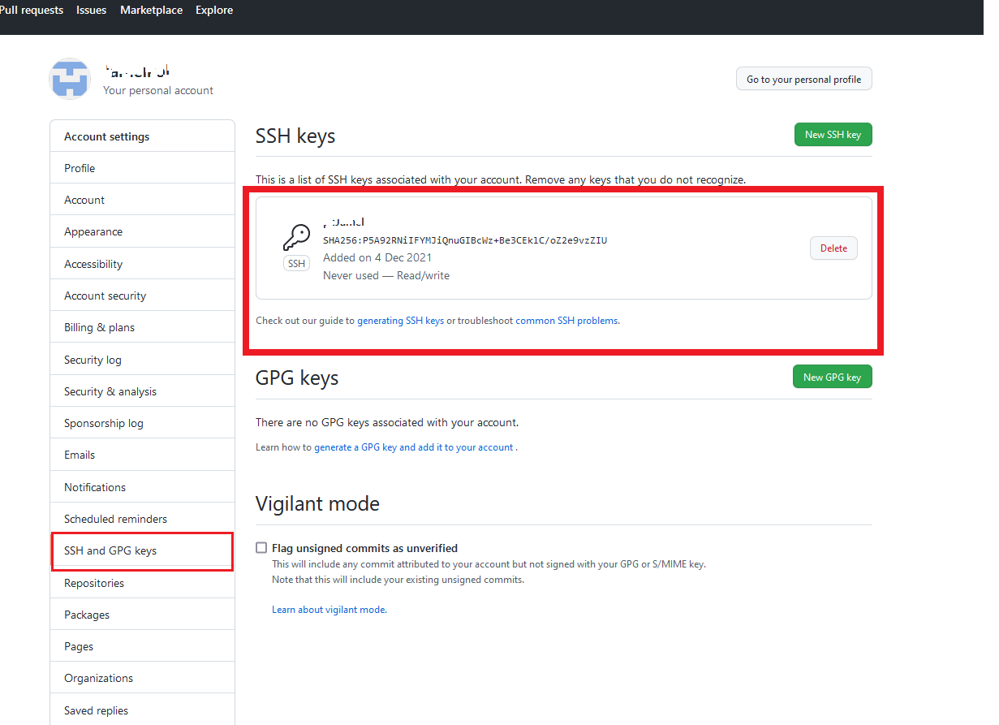 Pull requests Issues Marketplace Explore
Your personal account
Go to your personal profile
Account settings
Profile
Account
Appearance
Accessibility
Account security
Billing & plans
Security log
Security & analysis
Sponsorship log
Emails
Notifications
Scheduled reminders
SSH and GPG keys
Repositories
Packages
Pages
Organizations
Saved replies
SSH keys
New SSH key
This is a list of SSH keys associated with your account. Remove any keys that you do not recognize.
SHA256:P5A92RNiIFYMJiQnuGIBcWz+Be3CEklC/oZ2e9vzZIU
SSH
Added on 4 Dec 2021
Never used — Read/write
Delete
Check out our guide to generating SSH keys or troubleshoot common SSH problems.
GPG keys
New GPG key
There are no GPG keys associated with your account.
Learn how to generate a GPG key and add it to your account .
Vigilant mode
Flag unsigned commits as unverified
This will include any commit attributed to your account but not signed with your GPG or S/MIME key.
Note that this will include your existing unsigned commits.
Learn about vigilant mode.